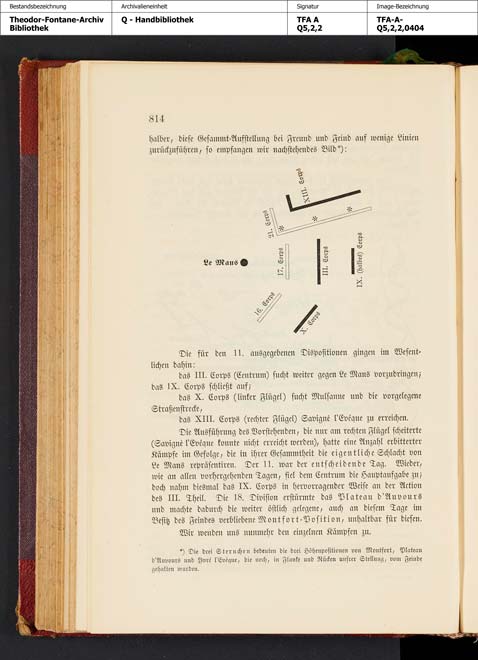 Bestandsbezeichnung
Archivalieneinheit
Signatur
Image-Bezeichnung
Theodor-Fontane-Archiv
Bibliothek
Q - Handbibliothek
TFA A
Q5,2,2
TFA-A-
Q5,2,2,0404
814
halber, diese Gesammt-Aufstellung bei Freund und Feind auf wenige Linien
zurückzuführen, so empfangen wir nachstehendes Bild*):
XIII. Corps
21. Corps
* * *
Le Mans
17. Corps
III. Corps
IX. (halbes) Corps
16. Corps
X. Corps
Die für den 11. ausgegebenen Dispositionen gingen im Wesent-
lichen dahin:
das III. Corps (Centrum) sucht weiter gegen Le Mans vorzudringen;
das IX. Corps schließt auf;
das X. Corps (linker Flügel) sucht Mulsanne und die vorgelegene
Straßenstrecke,
das XIII. Corps (rechter Flügel) Savigné l'Evêque zu erreichen.
Die Ausführung des Vorstehenden, die nur am rechten Flügel scheiterte
(Savigné l'Evêque konnte nicht erreicht werden), hatte eine Anzahl erbitterter
Kämpfe im Gefolge, die in ihrer Gesammtheit die eigentliche Schlacht von
Le Mans repräsentiren. Der 11. war der entscheidende Tag. Wieder,
wie an allen vorhergehenden Tagen, fiel dem Centrum die Hauptaufgabe zu;
doch nahm diesmal das IX. Corps in hervorragender Weise an der Action
des III. Theil. Die 18. Division erstürmte das Plateau d'Auvours
und machte dadurch die weiter östlich gelegene, auch an diesem Tage im
Besitz des Feindes verbliebene Montfort-Position, unhaltbar für diesen.
Wir wenden uns nunmehr den einzelnen Kämpfen zu.
*) Die drei Sternchen bedeuten die drei Höhenpositionen von Montfort, Plateau
d'Auvours und Yvré l'Evêque, die noch, in Flanke und Rücken unsrer Stellung, vom Feinde
gehalten wurden.